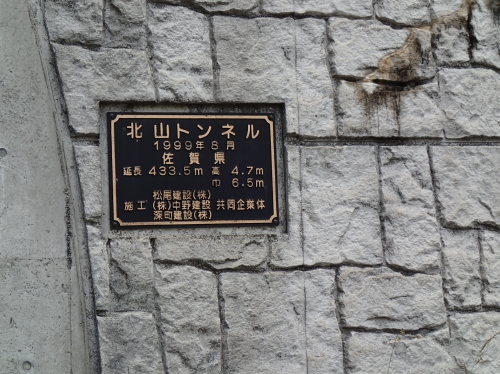 北山トンネル
1999年8月
佐賀県
延長 433.5m 高 4.7m
巾 6.5m
松尾建設(株)
施工 (株)中野建設 共同企業体
深町建設(株)